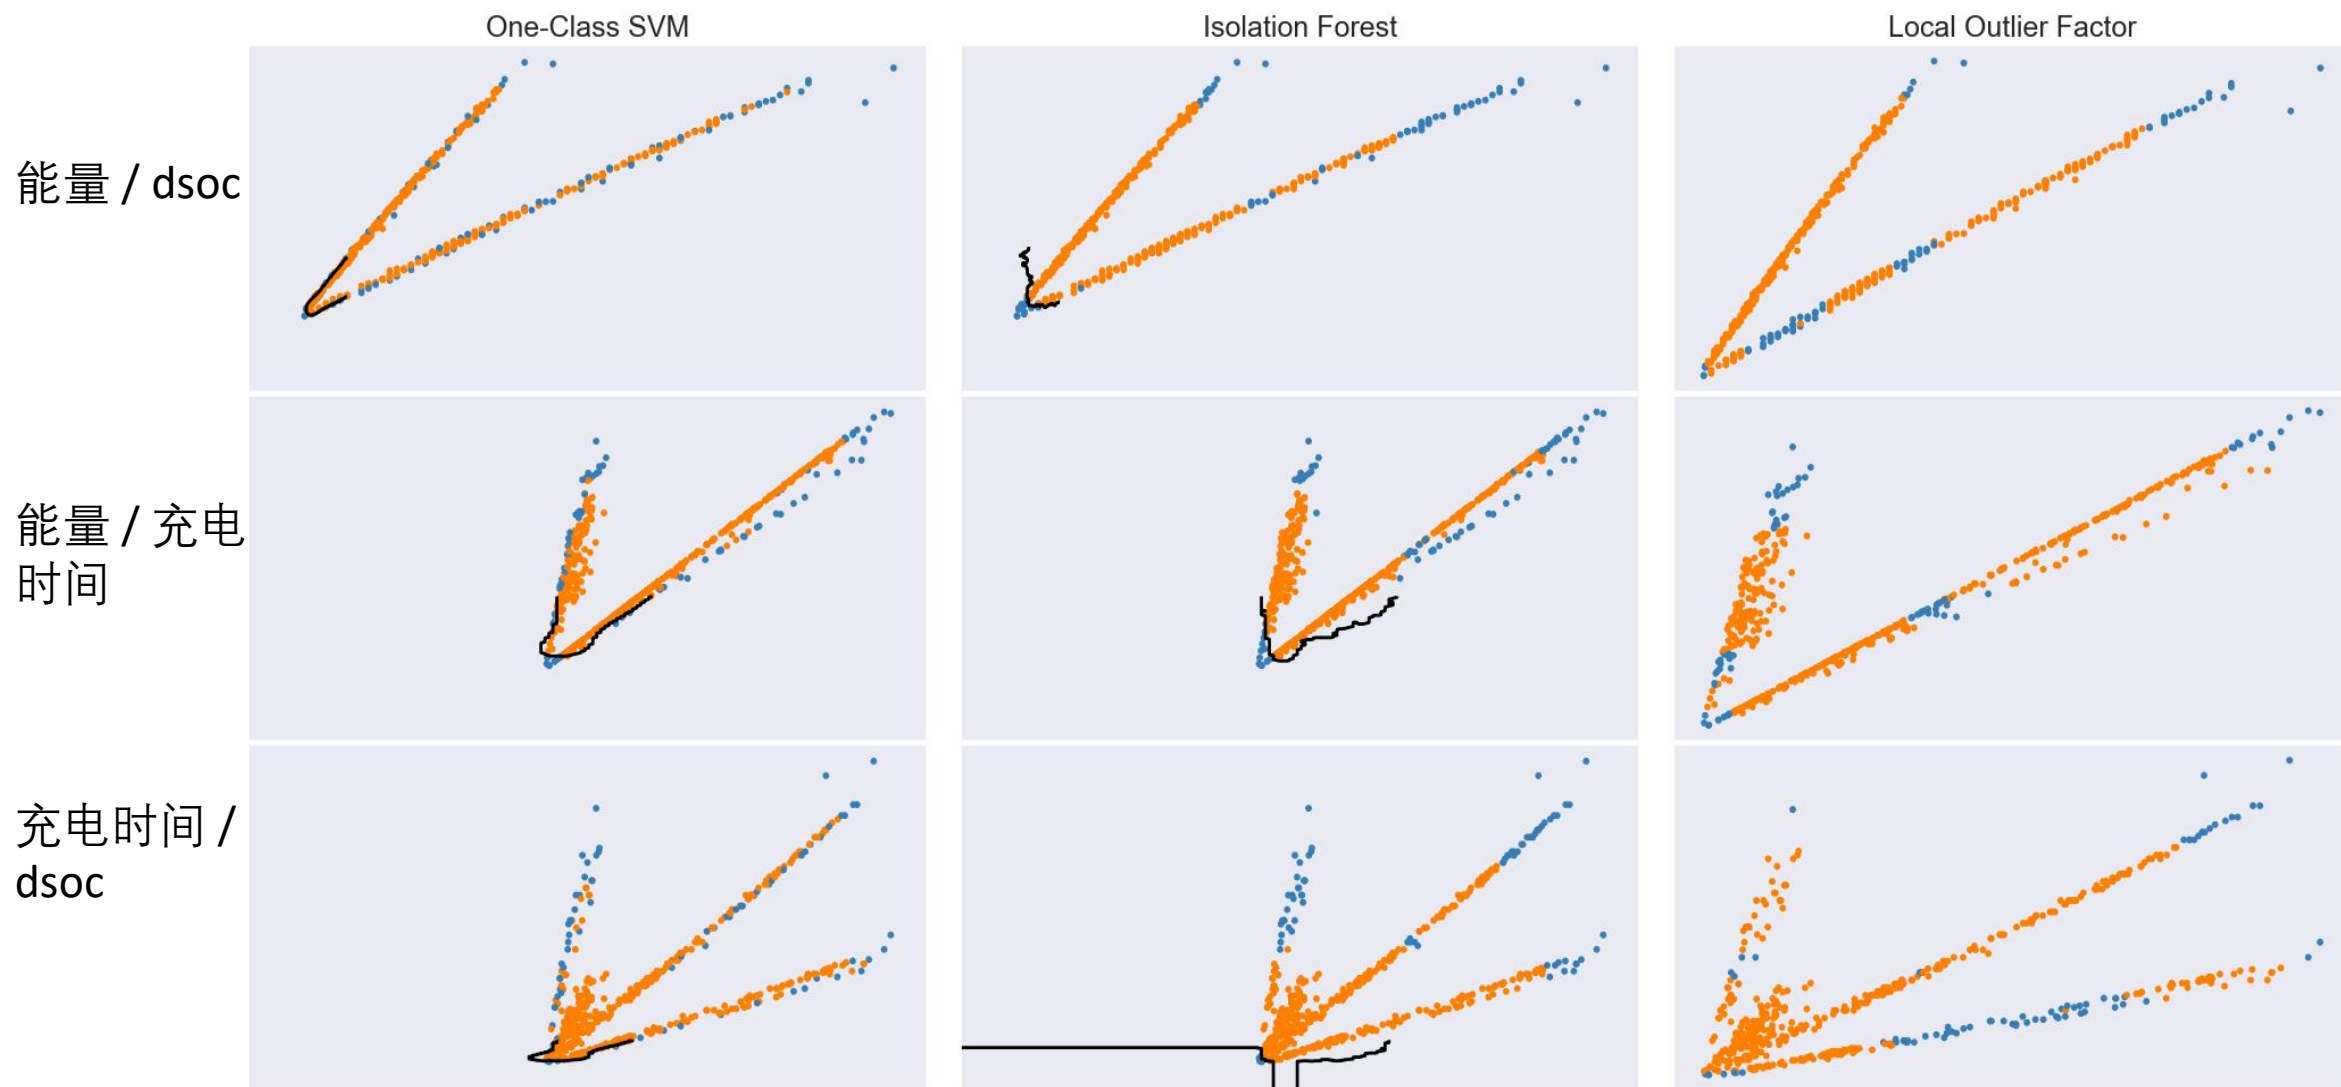 One-Class SVM
Isolation Forest
Local Outlier Factor
能量 / dsoc
能量 / 充电
时间
充电时间 /
dsoc